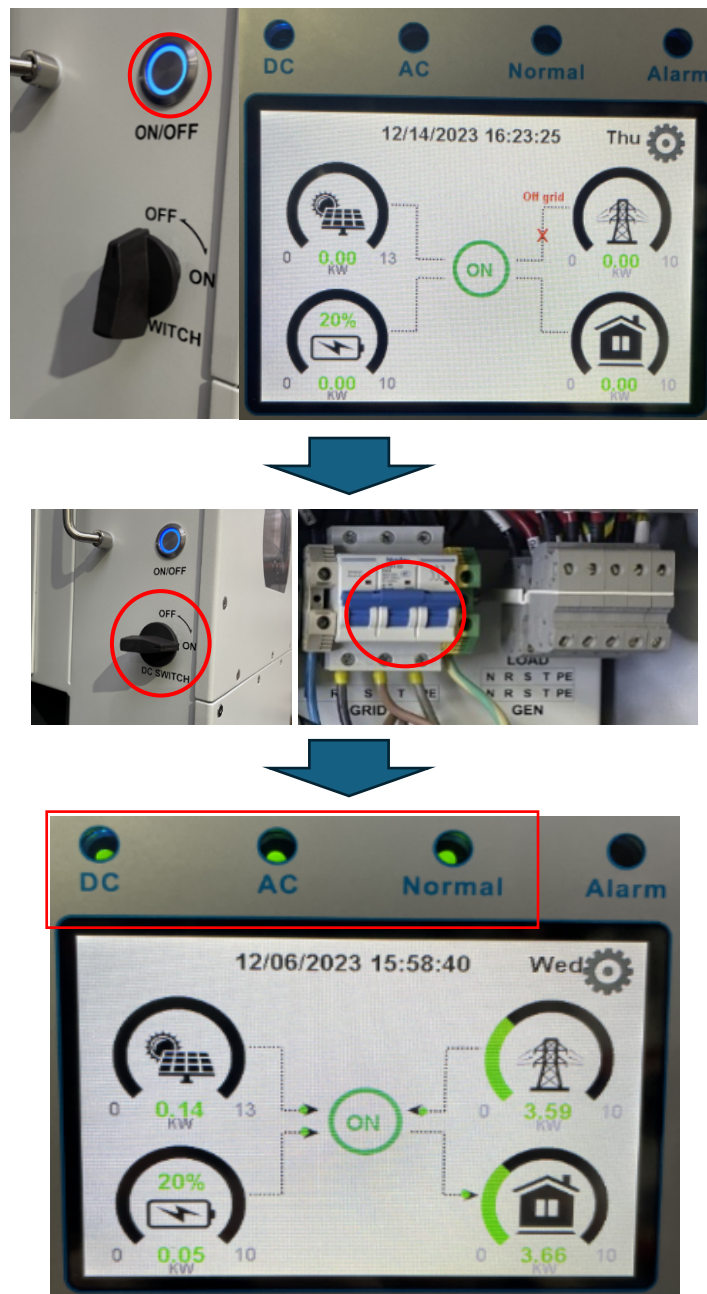 ON/OFF
OFF
ON
WITCH
DC AC Normal Alarm
12/14/2023 16:23:25 Thu
Off grid
0 0.00 13
KW
0 0.00 10
KW
ON
20%
0 0.00 10
KW
0 0.00 10
KW
ON/OFF
OFF
ON
DC SWITCH
R S T PE
GRID
LOAD
N R S T PE
N R S T PE
GEN
DC AC Normal Alarm
12/06/2023 15:58:40 Wed
0 0.14 13
KW
0 3.59 10
KW
ON
20%
0 0.05 10
KW
0 3.66 10
KW